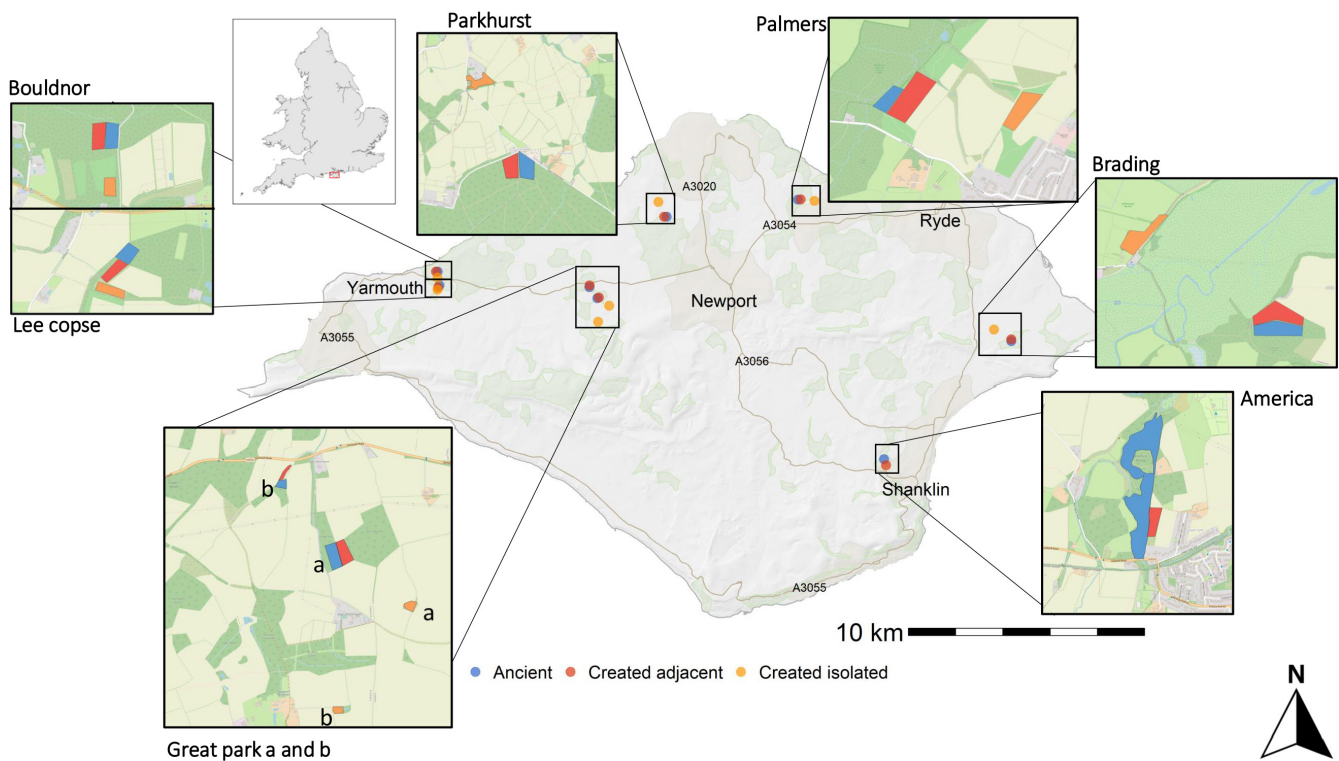 Parkhurst
Palmers
Bouldnor
Brading
A3020
A3054
Ryde
Yarmouth
Newport
Lee copse
A3055
A3056
America
Shanklin
b
a
a
b
A3055
10 km
Ancient
Created adjacent
Created isolated
N
Great park a and b